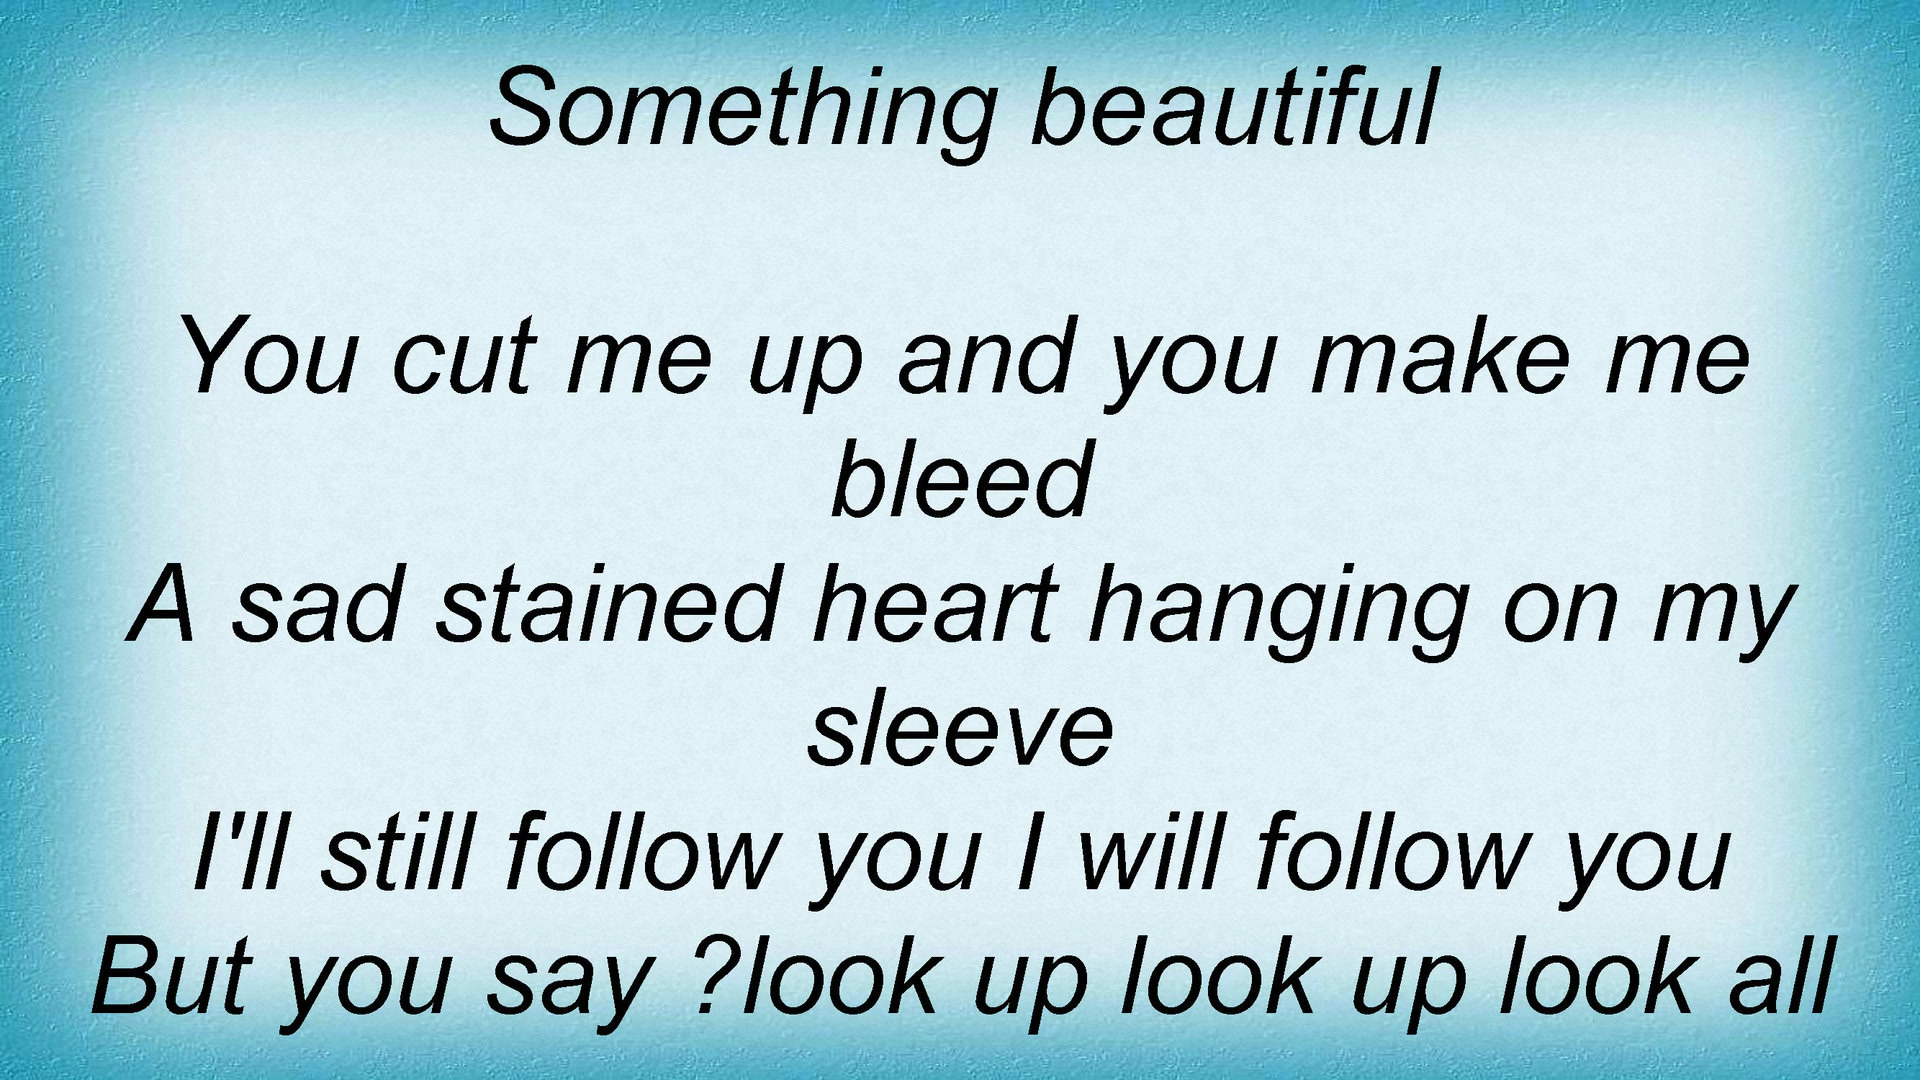 Something beautiful
You cut me up and you make me
bleed
A sad stained heart hanging on my
sleeve
I'll still follow you I will follow you
But you say ?look up look up look all